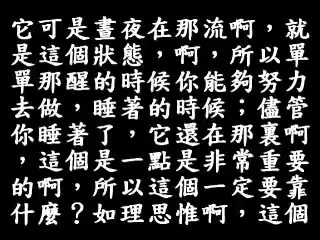 它可是晝夜在那流啊，就
是這個狀態，啊，所以單
單那醒的時候你能夠努力
去做，睡著的時候；儘管
你睡著了，它還在那裏啊
，這個是一點是非常重要
的啊，所以這個一定要靠
什麼？如理思惟啊，這個